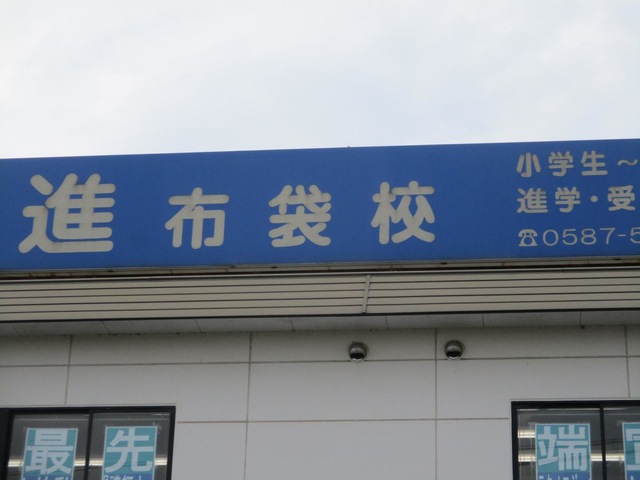 進 布袋校
小学生〜
進学・受
☎0587-5
最先
端